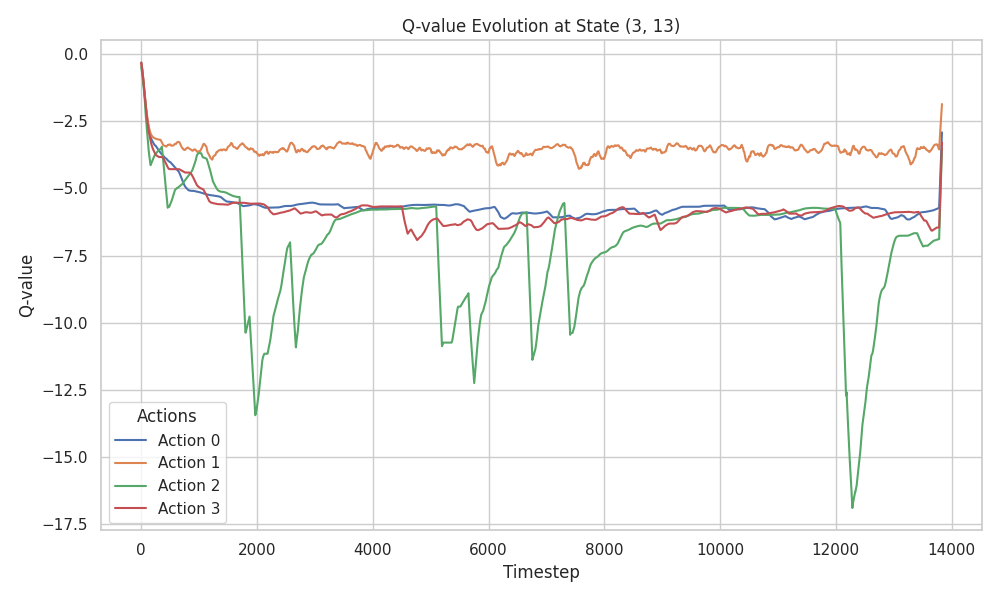 Q-value Evolution at State (3, 13)
0.0
−2.5
−5.0
−7.5
−10.0
−12.5
−15.0
−17.5
Q-value
Actions
Action 0
Action 1
Action 2
Action 3
0 2000 4000 6000 8000 10000 12000 14000
Timestep